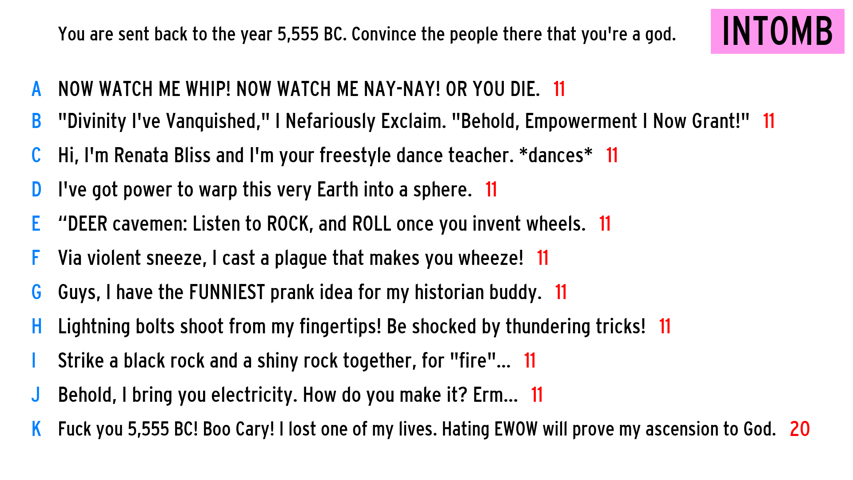 You are sent back to the year 5,555 BC. Convince the people there that you're a god.
INTOMB
A NOW WATCH ME WHIP! NOW WATCH ME NAY-NAY! OR YOU DIE. 11
B "Divinity I've Vanquished," I Nefariously Exclaim. "Behold, Empowerment I Now Grant!" 11
C Hi, I'm Renata Bliss and I'm your freestyle dance teacher. *dances* 11
D I've got power to warp this very Earth into a sphere. 11
E “DEER cavemen: Listen to ROCK, and ROLL once you invent wheels. 11
F Via violent sneeze, I cast a plague that makes you wheeze! 11
G Guys, I have the FUNNIEST prank idea for my historian buddy. 11
H Lightning bolts shoot from my fingertips! Be shocked by thundering tricks! 11
I Strike a black rock and a shiny rock together, for "fire"... 11
J Behold, I bring you electricity. How do you make it? Erm... 11
K Fuck you 5,555 BC! Boo Cary! I lost one of my lives. Hating EWOW will prove my ascension to God. 20